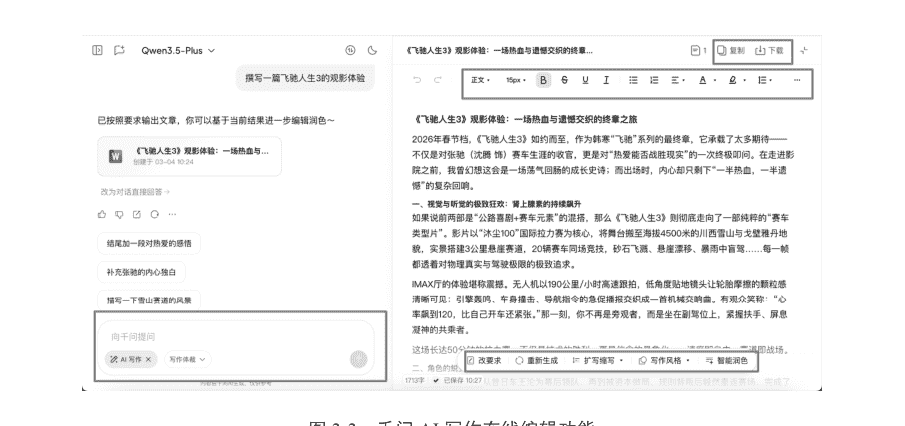 Qwen3.5-Plus
撰写一篇飞驰人生3的观影体验
已按照要求输出文章，你可以基于当前结果进一步编辑润色～
《飞驰人生3》观影体验：一场热血与遗...
创建于 03-04 10:24
改为对话直接回答
结尾加一段对热爱的感悟
补充张驰的内心独白
描写一下雪山赛道的风景
向千问提问
AI 写作 ×
写作体裁
《飞驰人生3》观影体验：一场热血与遗憾交织的终章...
1 复制 下载
正文 15px B S U I A
《飞驰人生3》观影体验：一场热血与遗憾交织的终章之旅
2026年春节档，《飞驰人生3》如约而至，作为韩寒“飞驰”系列的最终章，它承载了太多期待——
不仅是对张驰（沈腾 饰）赛车生涯的收官，更是对“热爱能否战胜现实”的一次终极叩问。在走进影
院之前，我曾幻想这会是一场荡气回肠的成长史诗；而出场时，内心却只剩下“一半热血，一半遗
憾”的复杂回响。
一、视觉与听觉的极致狂欢：肾上腺素的持续飙升
如果说前两部是“公路喜剧+赛车元素”的混搭，那么《飞驰人生3》则彻底走向了一部纯粹的“赛车
类型片”。影片以“沐尘100”国际拉力赛为核心，将舞台搬至海拔4500米的川西雪山与戈壁雅丹地
貌，实景搭建3公里悬崖赛道，20辆赛车同场竞技，砂石飞溅、悬崖漂移、暴雨中盲驾……每一帧
都透着对物理真实与驾驶极限的极致追求。
IMAX厅的体验堪称震撼。无人机以190公里/小时高速跟拍，低角度贴地镜头让轮胎摩擦的颗粒感
清晰可见；引擎轰鸣、车身撞击、导航指令的急促播报交织成一首机械交响曲。有观众笑称：“心
率飙到120，比自己开车还紧张。”那一刻，你不再是旁观者，而是坐在副驾位上，紧握扶手、屏息
凝神的共乘者。
这场长达50分钟的
改要求 重新生成 扩写缩写 写作风格 智能润色
二、角色的
1713字 已保存 10:27